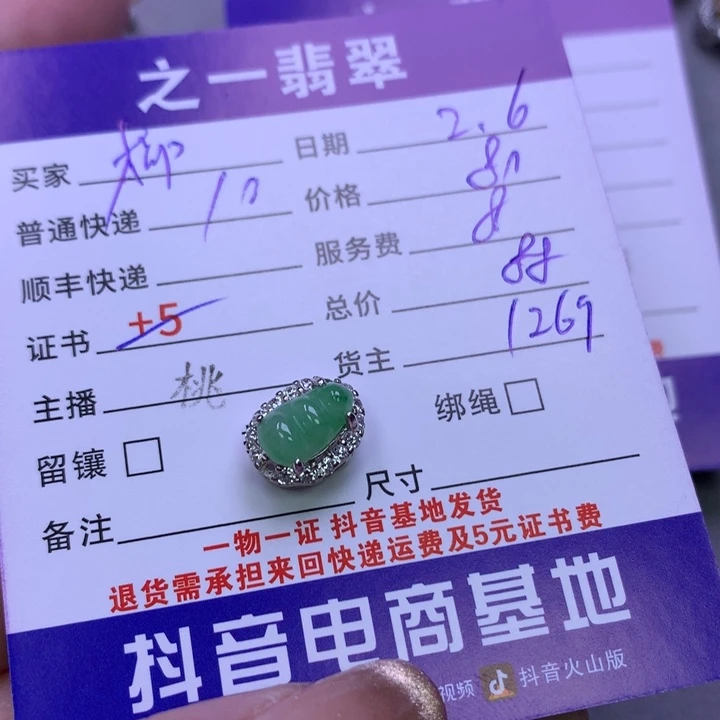 之一翡翠
买家 柳 日期 2.6
普通快递 10 价格 80
顺丰快递 服务费 8
证书 +5 总价 88
主播 桃 货主 1269
留镶 绑绳
备注 尺寸
一物一证 抖音基地发货
退货需承担来回快递运费及5元证书费
抖音电商基地
视频 抖音火山版